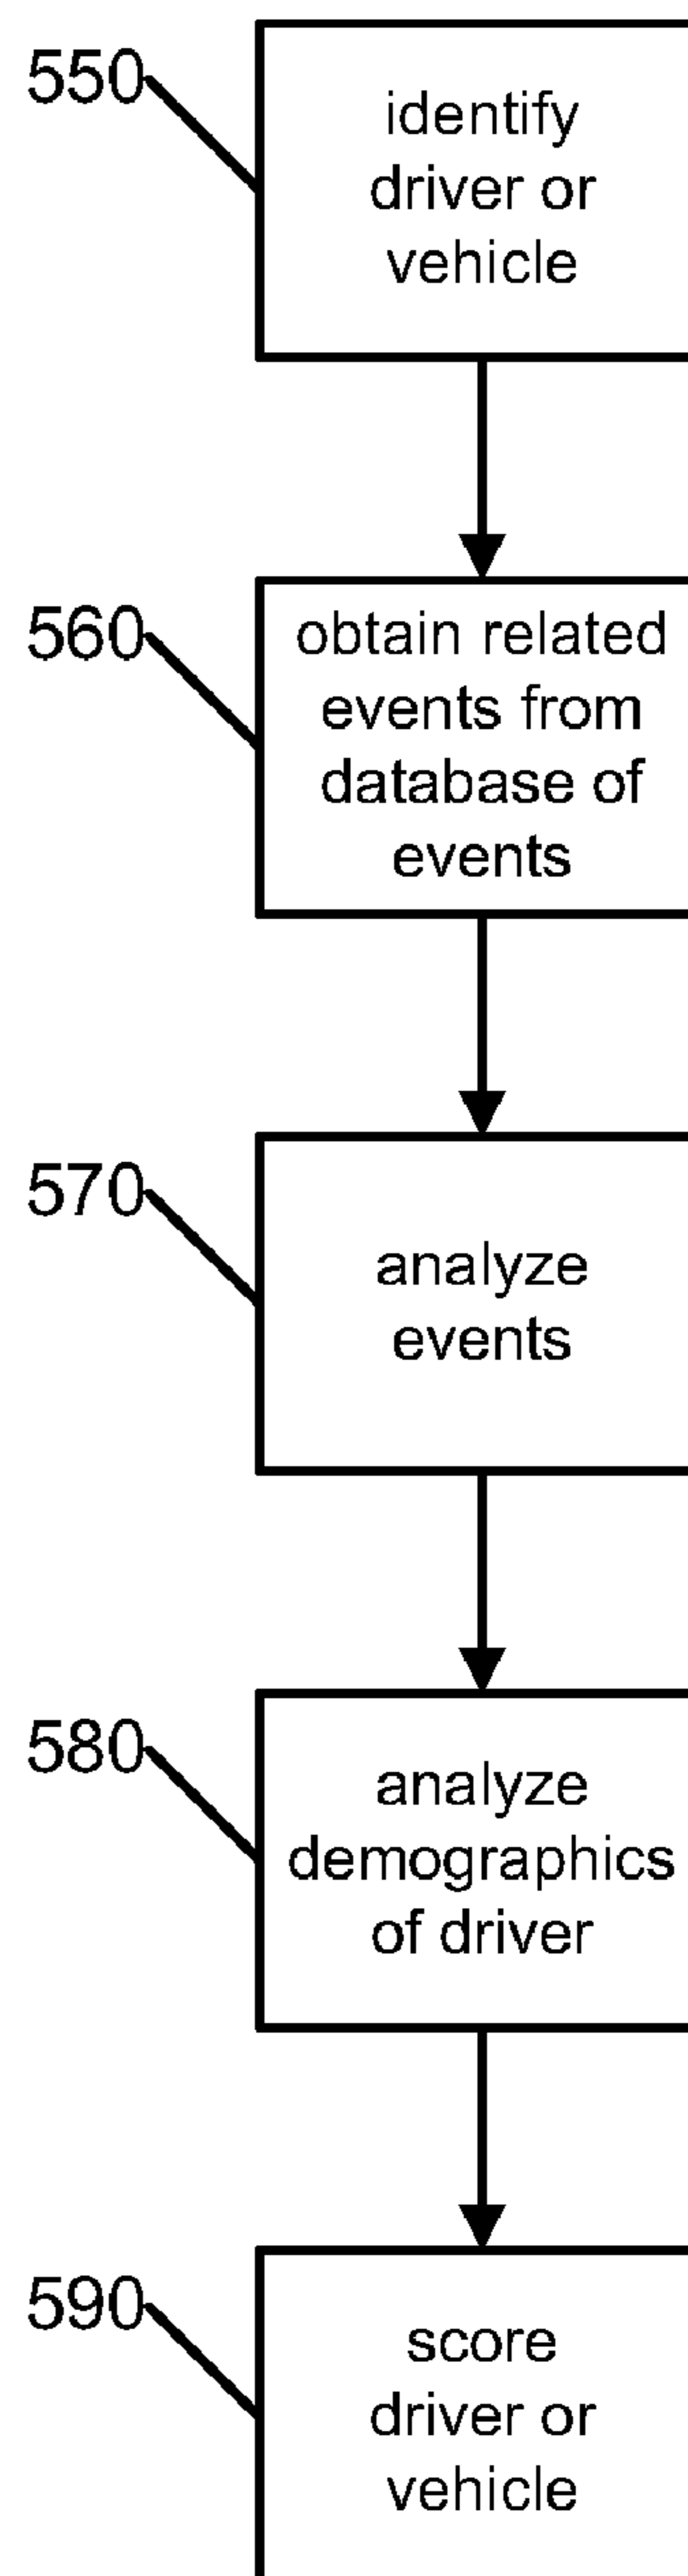 550
identify
driver or
vehicle
560
obtain related
events from
database of
events
570
analyze
events
580
analyze
demographics
of driver
590
score
driver or
vehicle